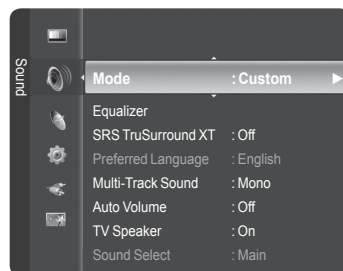 Sound
Mode : Custom
Equalizer
SRS TruSurround XT : Off
Preferred Language : English
Multi-Track Sound : Mono
Auto Volume : Off
TV Speaker : On
Sound Select : Main